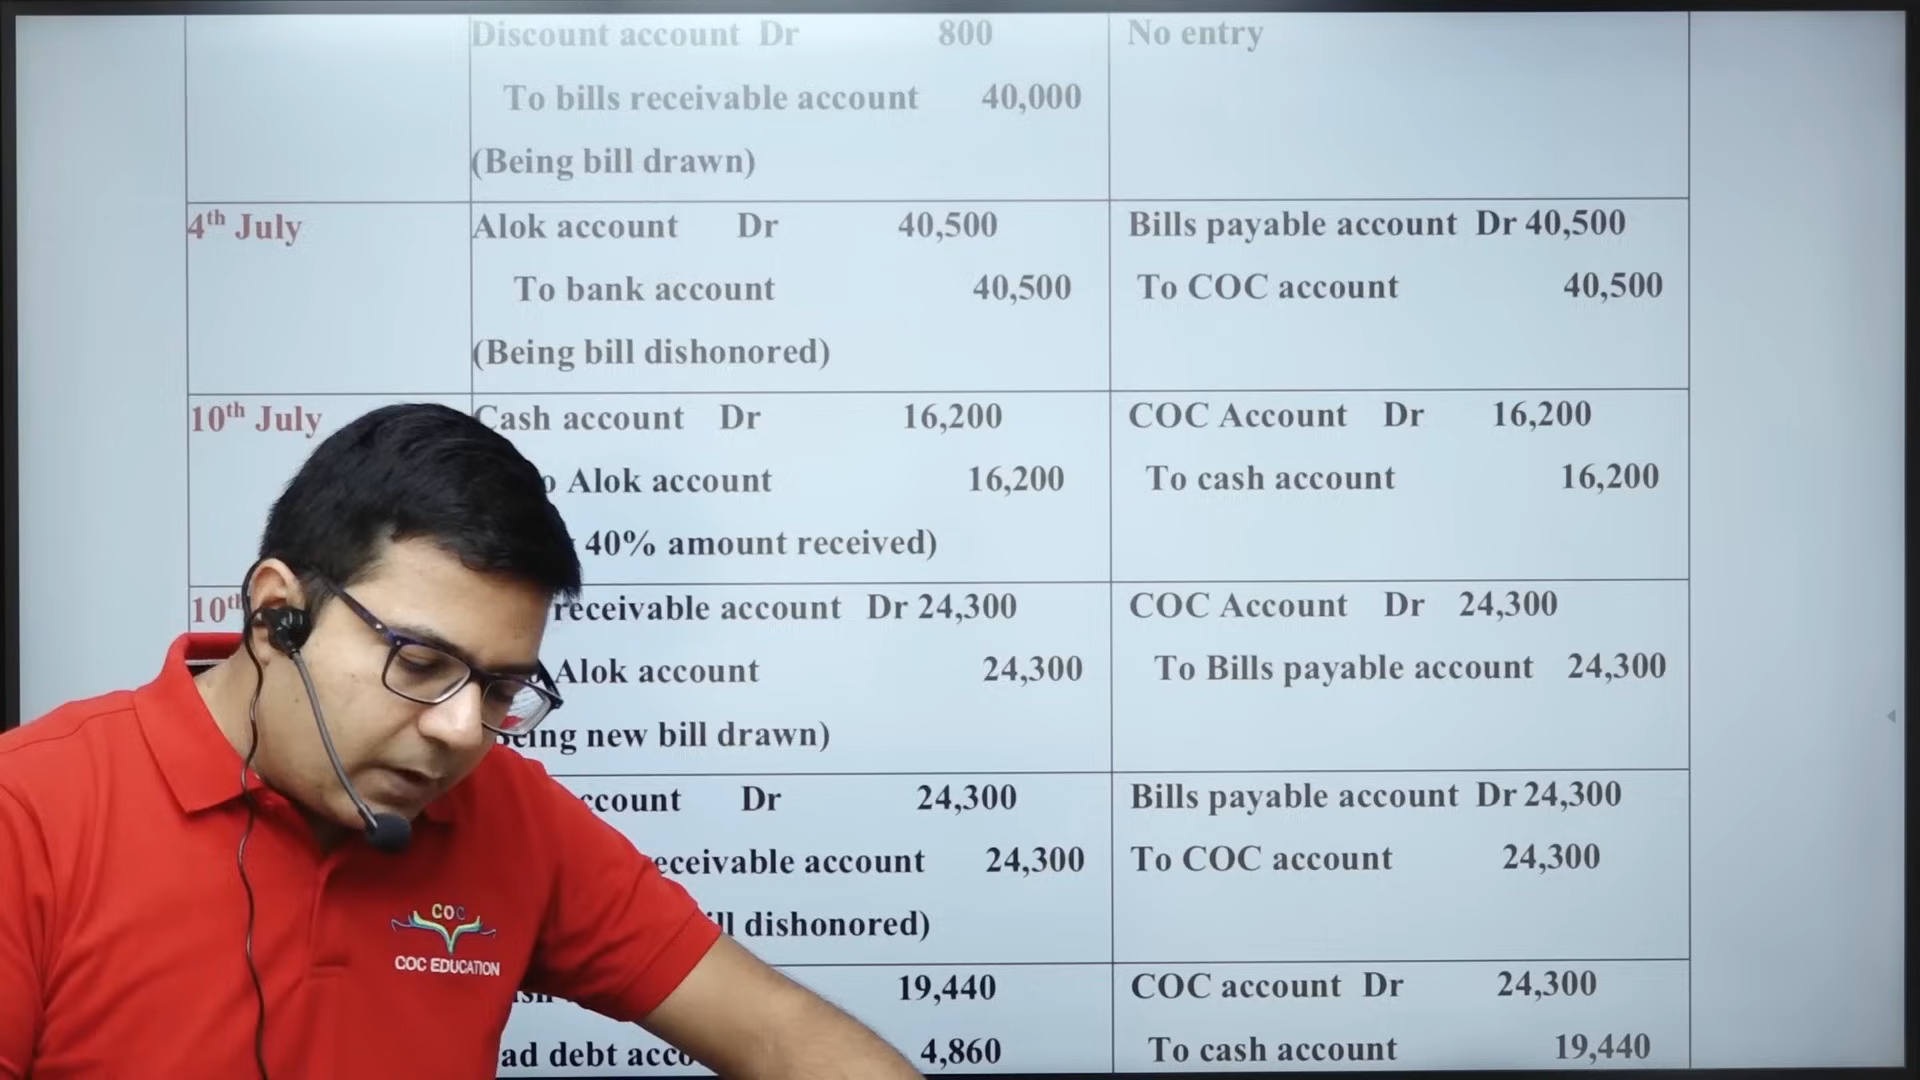 Discount account Dr 800 No entry
To bills receivable account 40,000
(Being bill drawn)
4th July Alok account Dr 40,500 Bills payable account Dr 40,500
To bank account 40,500 To COC account 40,500
(Being bill dishonored)
10th July Cash account Dr 16,200 COC Account Dr 16,200
Alok account 16,200 To cash account 16,200
40% amount received)
10th receivable account Dr 24,300 COC Account Dr 24,300
Alok account 24,300 To Bills payable account 24,300
new bill drawn)
Dr 24,300 Bills payable account Dr 24,300
account 24,300 To COC account 24,300
dishonored)
19,440 COC account Dr 24,300
debt 4,860 To cash account 19,440
COC
COC EDUCATION